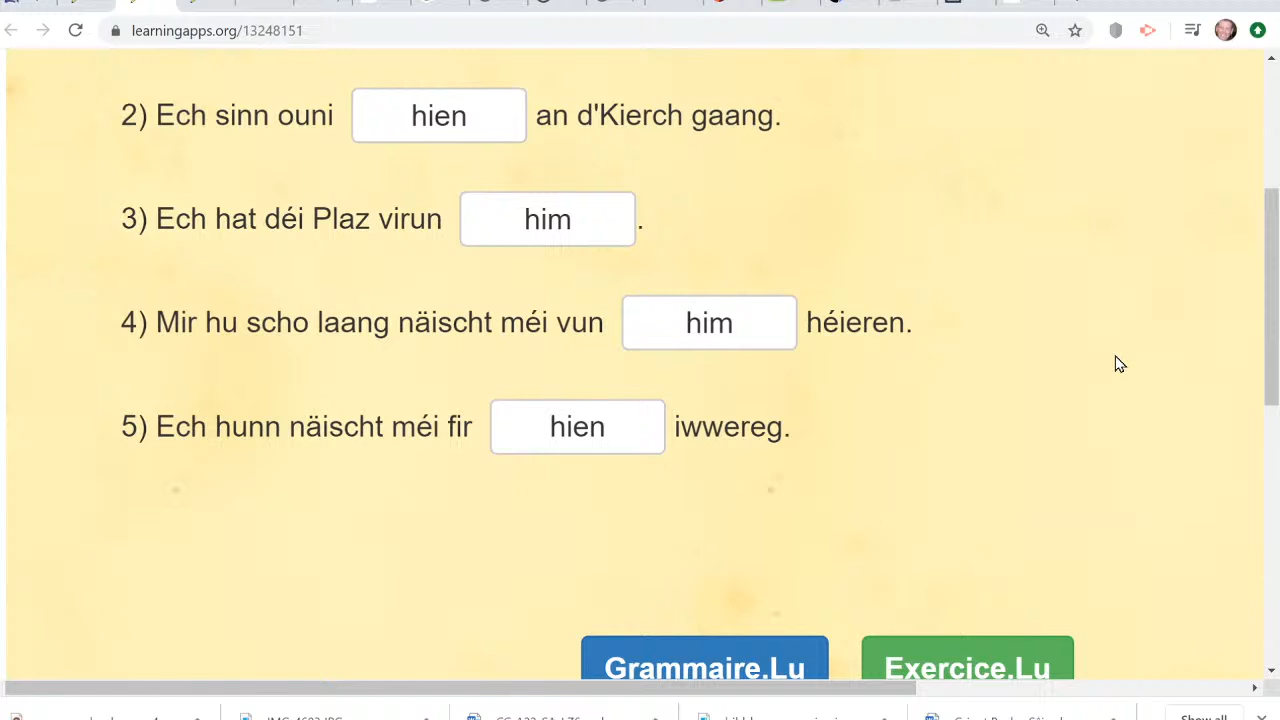 learningapps.org/13248151
2) Ech sinn ouni hien an d'Kierch gaang.
3) Ech hat déi Plaz virun him.
4) Mir hu scho laang näischt méi vun him héieren.
5) Ech hunn näischt méi fir hien iwwereg.
Grammaire.Lu Exercice.Lu
Show all